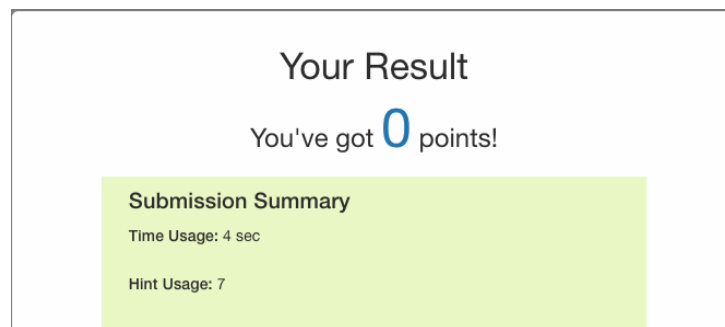 Your Result
You've got 0 points!
Submission Summary
Time Usage: 4 sec
Hint Usage: 7